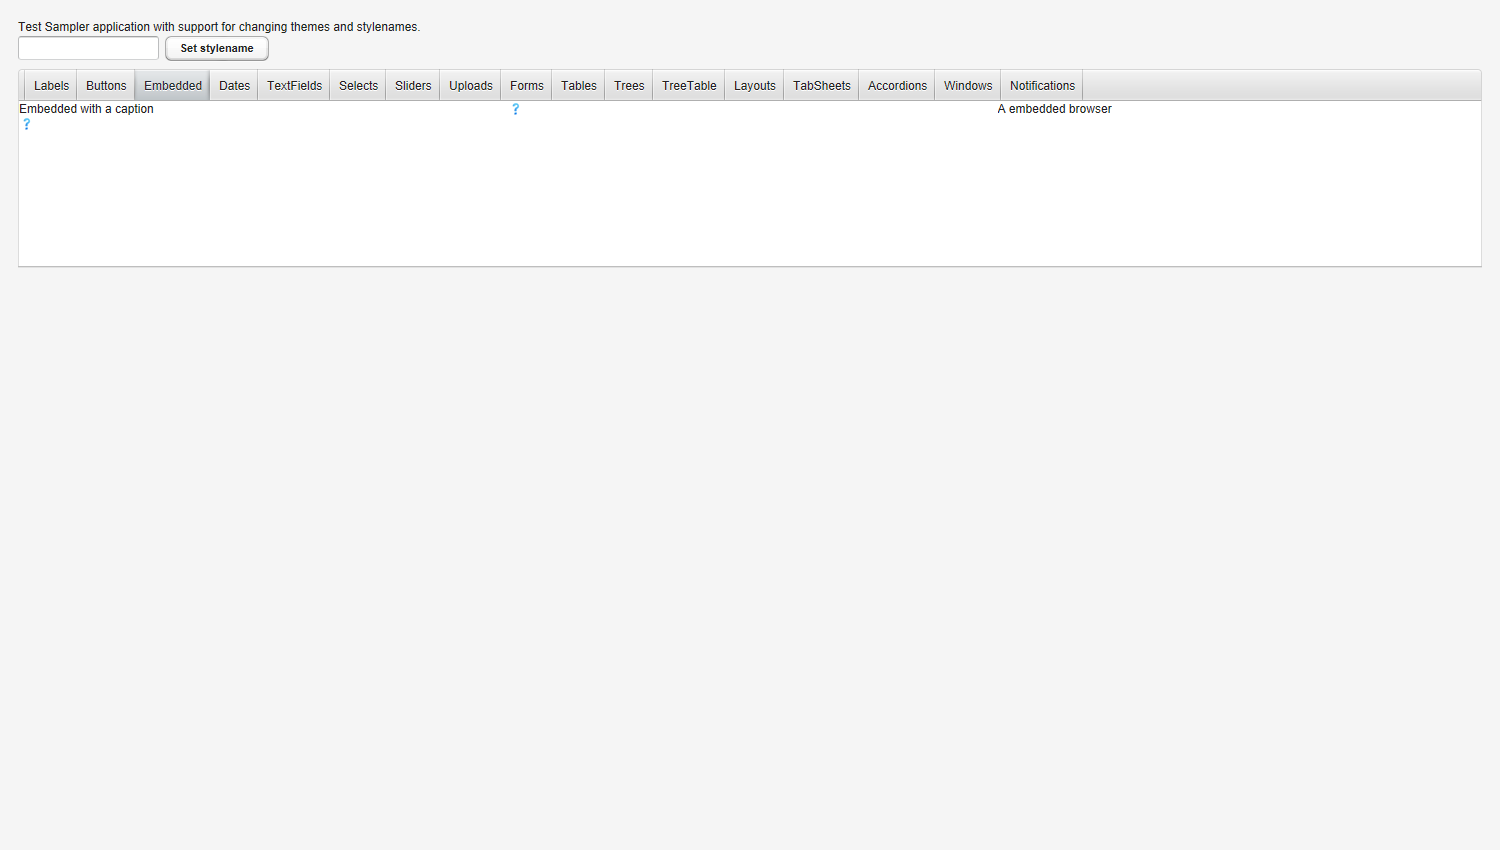 Test Sampler application with support for changing themes and stylenames.
Set stylename
Labels Buttons Embedded Dates TextFields Selects Sliders Uploads Forms Tables Trees TreeTable Layouts TabSheets Accordions Windows Notifications
Embedded with a caption ? A embedded browser
?